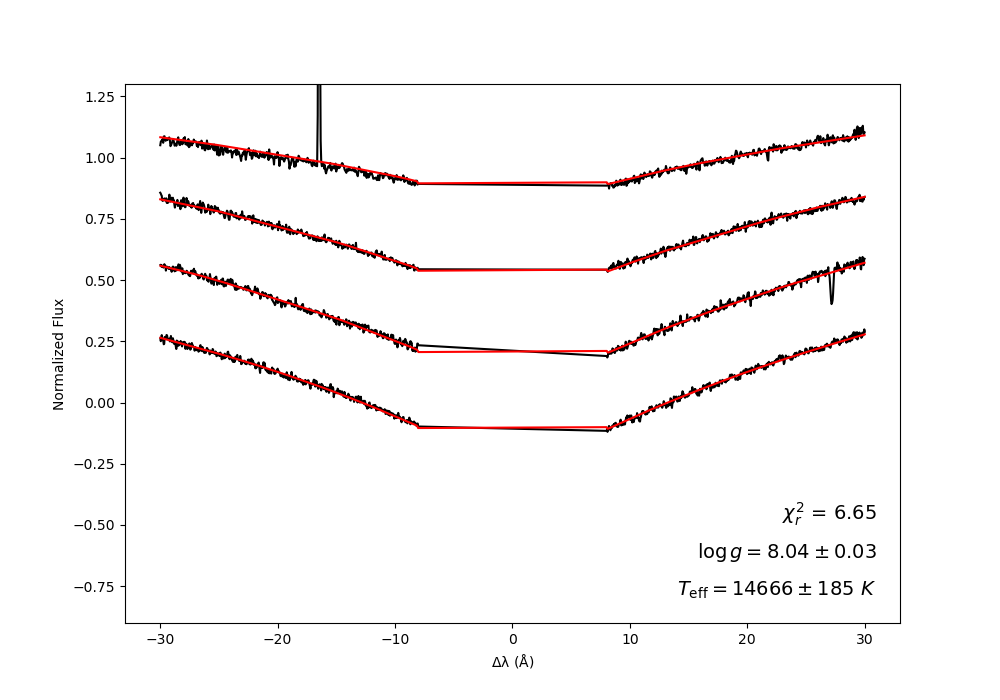 1.25
1.00
0.75
0.50
0.25
0.00
−0.25
−0.50
−0.75
Normalized Flux
χ²ᵣ = 6.65
log g = 8.04 ± 0.03
T_eff = 14666 ± 185 K
−30 −20 −10 0 10 20 30
Δλ (Å)